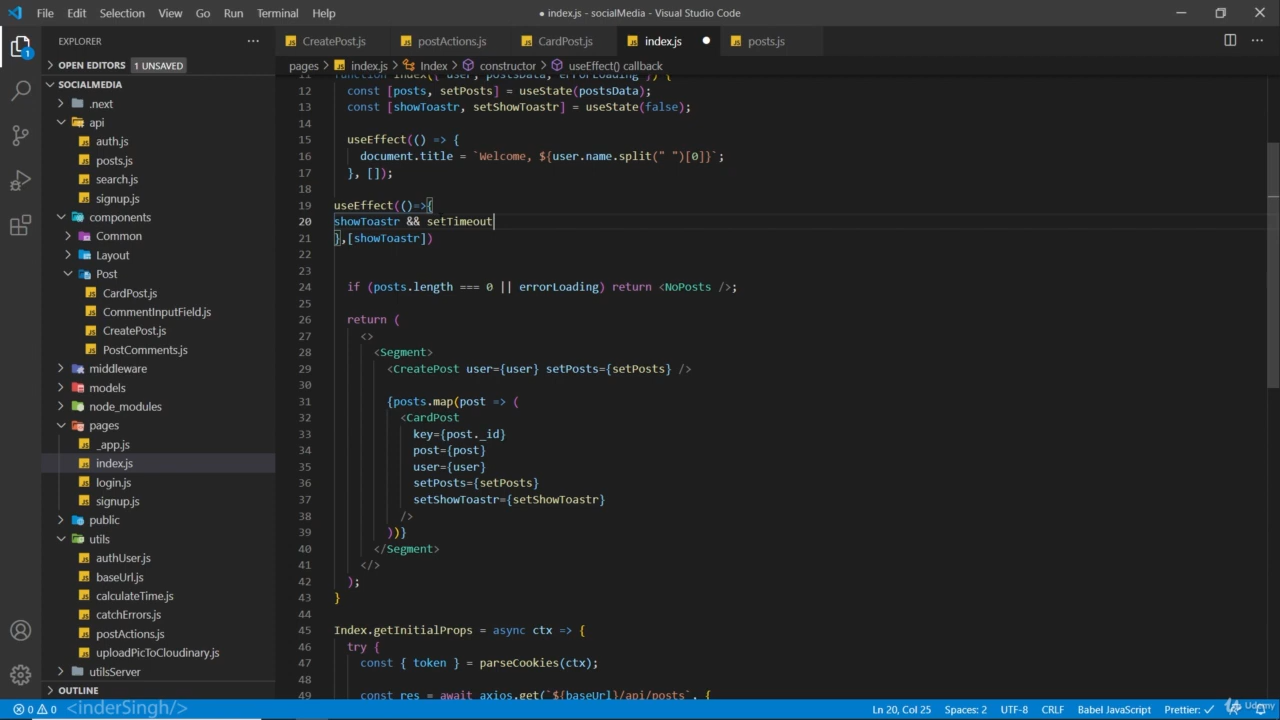 File Edit Selection View Go Run Terminal Help
● index.js - socialMedia - Visual Studio Code
EXPLORER
OPEN EDITORS 1 UNSAVED
SOCIALMEDIA
.next
api
auth.js
posts.js
search.js
signup.js
components
Common
Layout
Post
CardPost.js
CommentInputField.js
CreatePost.js
PostComments.js
middleware
models
node_modules
pages
_app.js
index.js
login.js
signup.js
public
utils
authUser.js
baseUrl.js
calculateTime.js
catchErrors.js
postActions.js
uploadPicToCloudinary.js
utilsServer
OUTLINE
CreatePost.js postActions.js CardPost.js index.js posts.js
pages > index.js > Index > constructor > useEffect() callback
11 function Index({ user, postsData, errorLoading }) {
12 const [posts, setPosts] = useState(postsData);
13 const [showToastr, setShowToastr] = useState(false);
14
15 useEffect(() => {
16 document.title = `Welcome, ${user.name.split(" ")[0]}`;
17 }, []);
18
19 useEffect(()=>{
20 showToastr && setTimeout
21 },[showToastr])
22
23
24 if (posts.length === 0 || errorLoading) return <NoPosts />;
25
26 return (
27 <>
28 <Segment>
29 <CreatePost user={user} setPosts={setPosts} />
30
31 {posts.map(post => (
32 <CardPost
33 key={post._id}
34 post={post}
35 user={user}
36 setPosts={setPosts}
37 setShowToastr={setShowToastr}
38 />
39 ))}
40 </Segment>
41 </>
42 );
43 }
44
45 Index.getInitialProps = async ctx => {
46 try {
47 const { token } = parseCookies(ctx);
48
49 const res = await axios.get(`${baseUrl}/api/posts`, {
0 0 <inderSingh/> Ln 20, Col 25 Spaces: 2 UTF-8 CRLF Babel JavaScript Prettier: ✓
Udemy